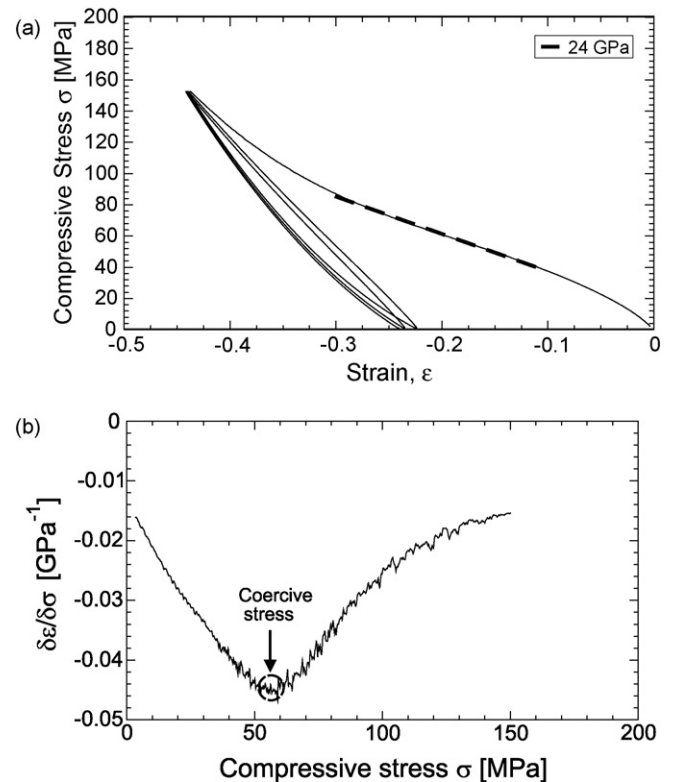 (a)
200
180
160
140
120
100
80
60
40
20
0
Compressive Stress σ [MPa]
24 GPa
-0.5 -0.4 -0.3 -0.2 -0.1 0
Strain, ε
(b)
0
-0.01
-0.02
-0.03
-0.04
-0.05
δε/δσ [GPa⁻¹]
Coercive
stress
0 50 100 150 200
Compressive stress σ [MPa]